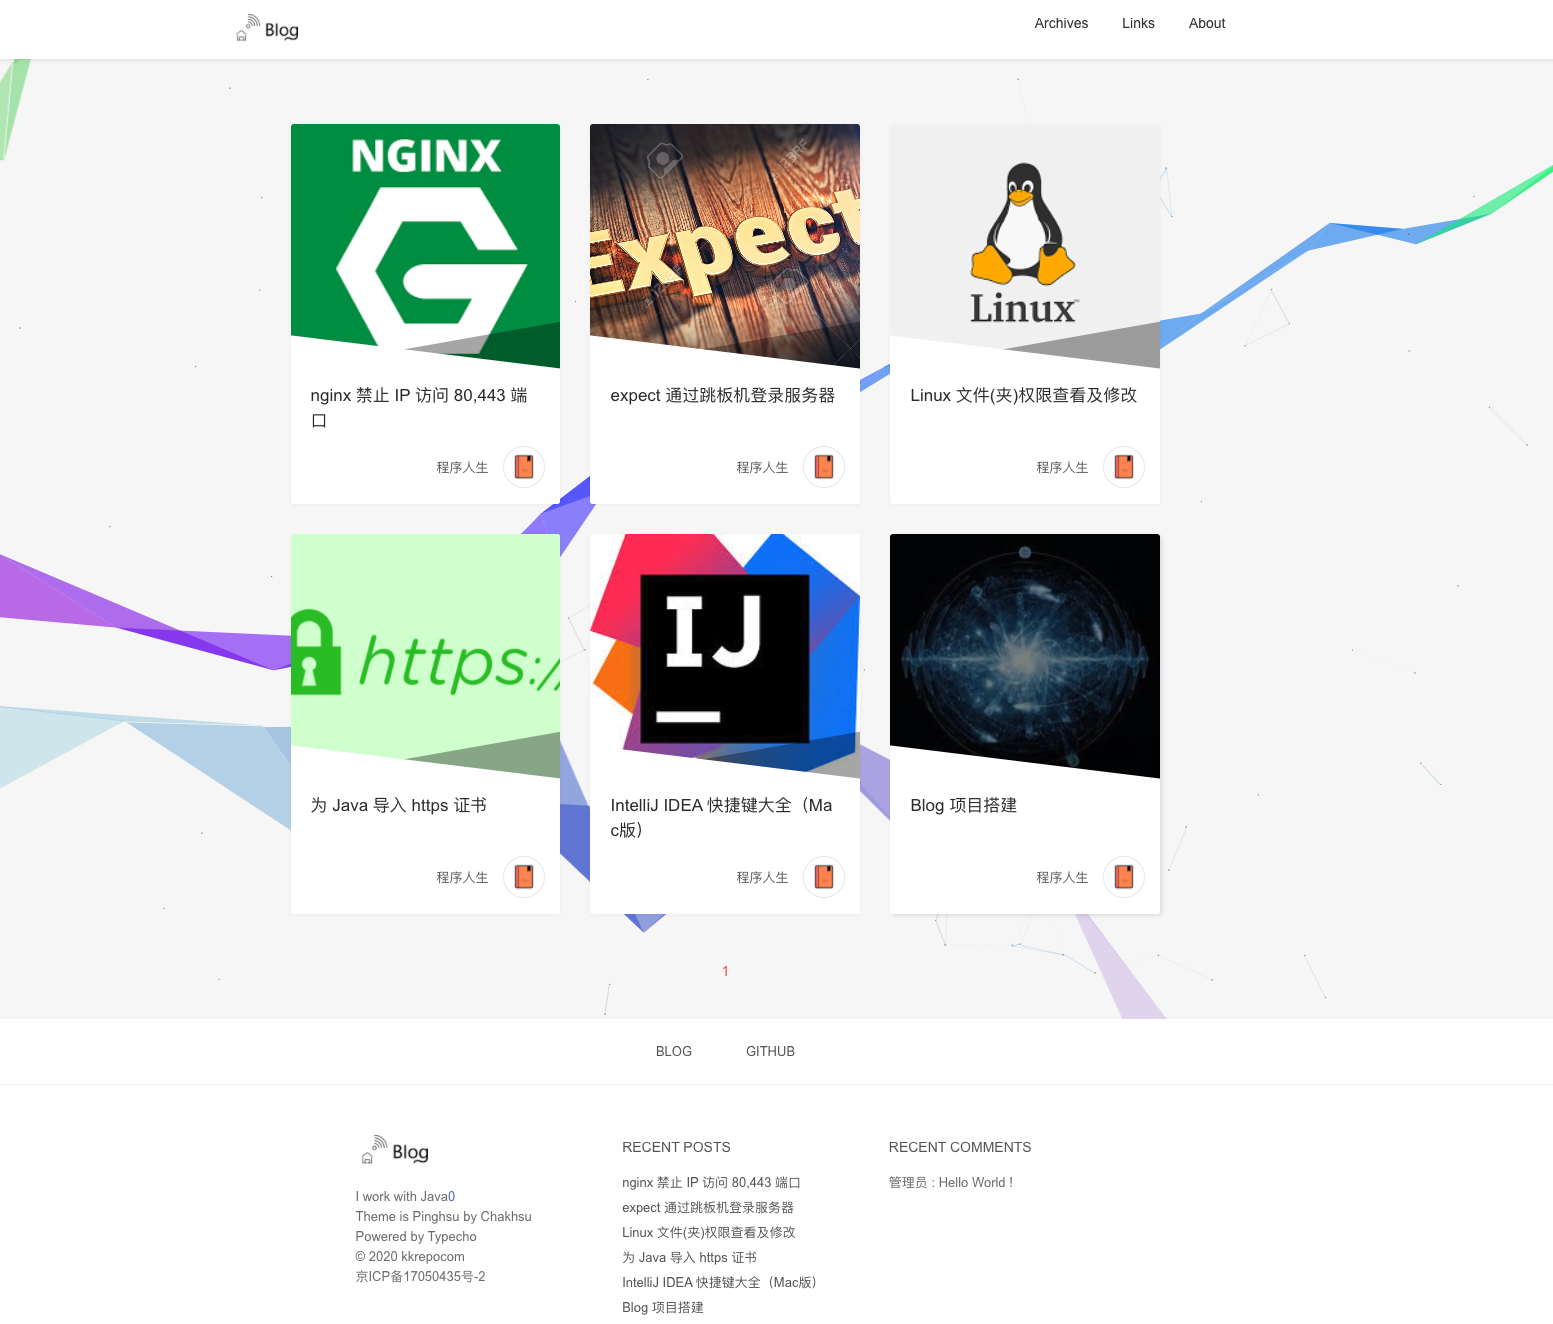 Blog
Archives
Links
About
NGINX
Expect
123RF
Linux
nginx 禁止 IP 访问 80,443 端
口
程序人生
expect 通过跳板机登录服务器
程序人生
Linux 文件(夹)权限查看及修改
程序人生
https:/
IJ
为 Java 导入 https 证书
程序人生
IntelliJ IDEA 快捷键大全（Ma
c版）
程序人生
Blog 项目搭建
程序人生
1
BLOG
GITHUB
Blog
I work with Java0
Theme is Pinghsu by Chakhsu
Powered by Typecho
© 2020 kkrepocom
京ICP备17050435号-2
RECENT POSTS
nginx 禁止 IP 访问 80,443 端口
expect 通过跳板机登录服务器
Linux 文件(夹)权限查看及修改
为 Java 导入 https 证书
IntelliJ IDEA 快捷键大全（Mac版）
Blog 项目搭建
RECENT COMMENTS
管理员 : Hello World !